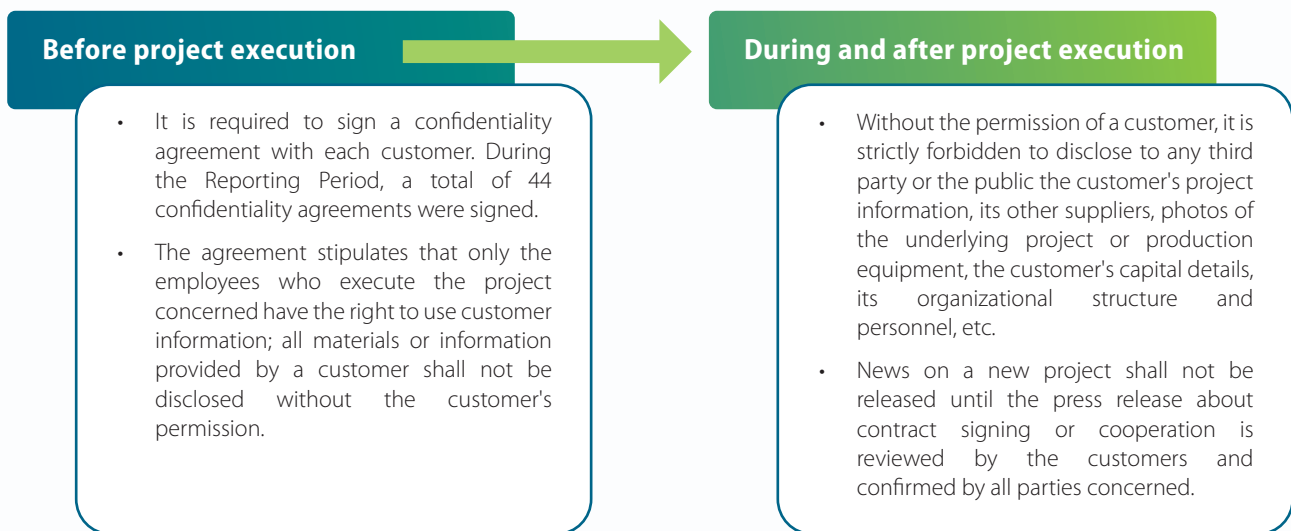 Before project execution
• It is required to sign a confidentiality
agreement with each customer. During
the Reporting Period, a total of 44
confidentiality agreements were signed.
• The agreement stipulates that only the
employees who execute the project
concerned have the right to use customer
information; all materials or information
provided by a customer shall not be
disclosed without the customer's
permission.
During and after project execution
• Without the permission of a customer, it is
strictly forbidden to disclose to any third
party or the public the customer's project
information, its other suppliers, photos of
the underlying project or production
equipment, the customer's capital details,
its organizational structure and
personnel, etc.
• News on a new project shall not be
released until the press release about
contract signing or cooperation is
reviewed by the customers and
confirmed by all parties concerned.